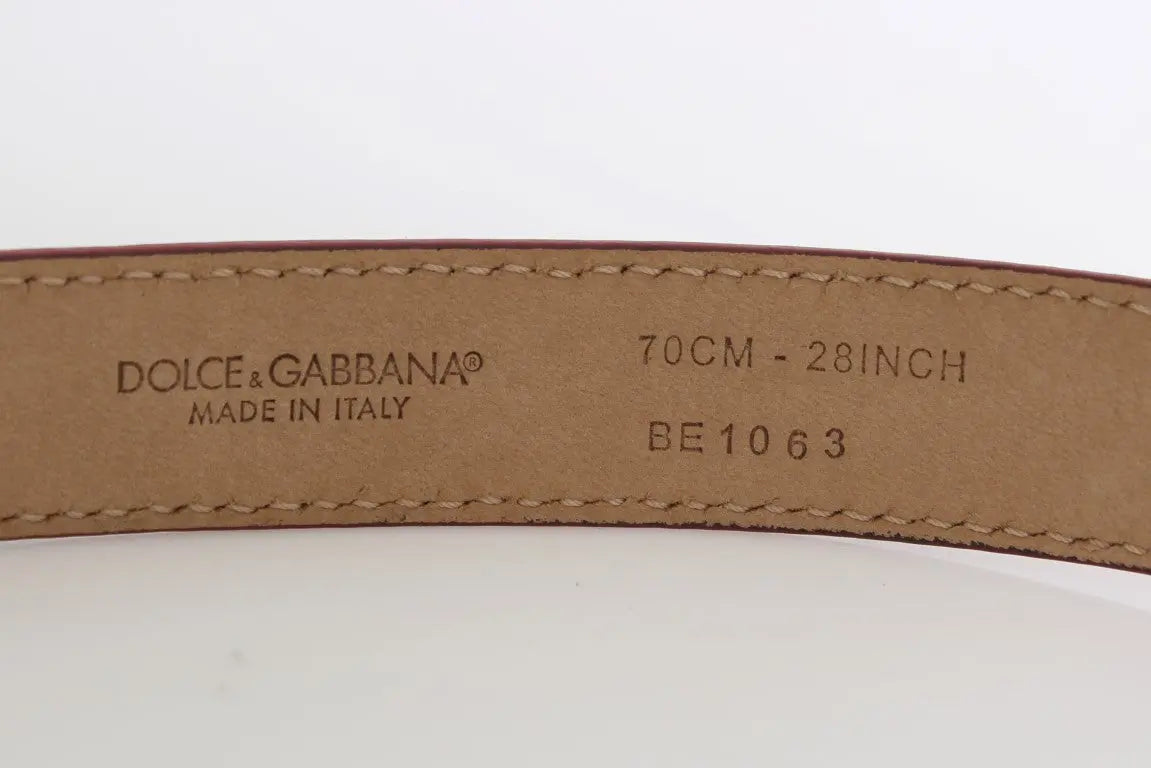 DOLCE & GABBANA®
MADE IN ITALY
70CM - 28INCH
BE1063